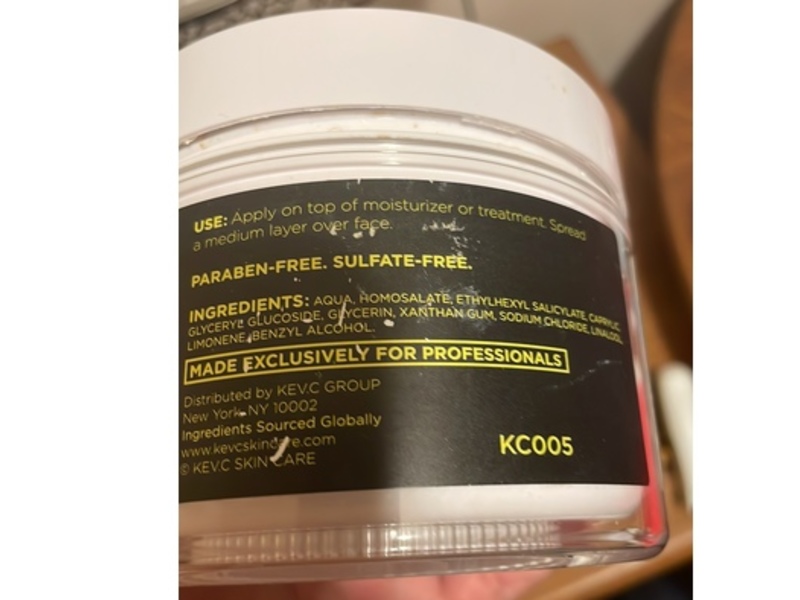 USE: Apply on top of moisturizer or treatment. Spread
a medium layer over face.
PARABEN-FREE. SULFATE-FREE.
INGREDIENTS: AQUA, HOMOSALATE, ETHYLHEXYL SALICYLATE, CAPRYLIC
GLYCERYL GLUCOSIDE, GLYCERIN, XANTHAN GUM, SODIUM CHLORIDE, LINALOOL,
LIMONENE, BENZYL ALCOHOL.
MADE EXCLUSIVELY FOR PROFESSIONALS
Distributed by KEV.C GROUP
New York, NY 10002
Ingredients Sourced Globally
www.kevcskincare.com
© KEV.C SKIN CARE
KC005